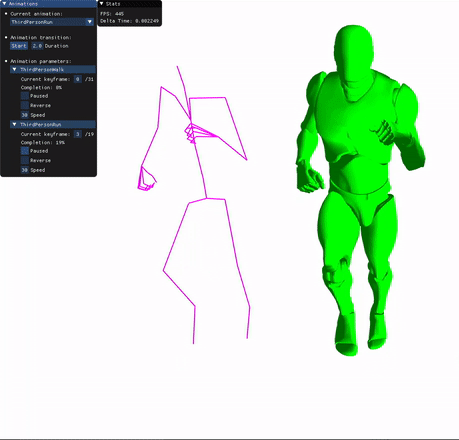 Animations
Current animation:
ThirdPersonRun
Animation transition:
Start 2.0 Duration
Animation parameters:
ThirdPersonWalk
Current keyframe: 0 /31
Completion: 0%
Paused
Reverse
30 Speed
ThirdPersonRun
Current keyframe: 3 /19
Completion: 19%
Paused
Reverse
30 Speed
Stats
FPS: 445
Delta Time: 0.002249